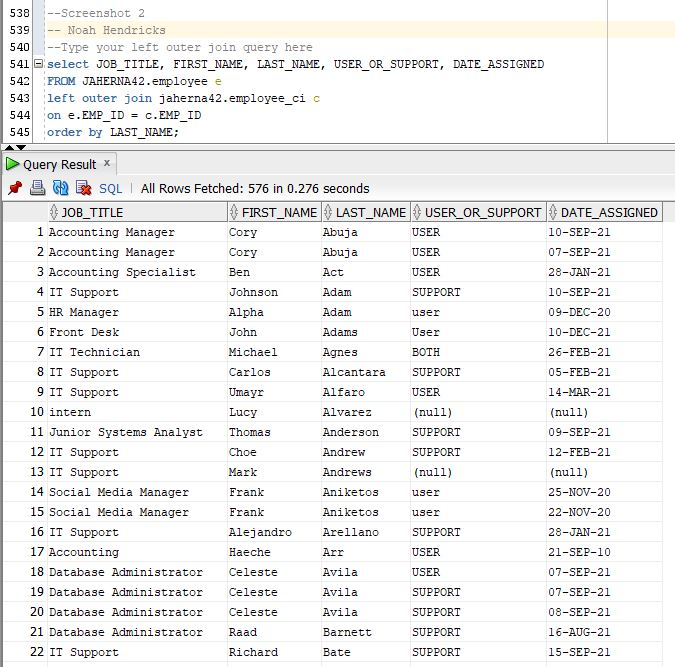 538 --Screenshot 2
539 -- Noah Hendricks
540 --Type your left outer join query here
541 select JOB_TITLE, FIRST_NAME, LAST_NAME, USER_OR_SUPPORT, DATE_ASSIGNED
542 FROM JAHERNA42.employee e
543 left outer join jaherna42.employee_ci c
544 on e.EMP_ID = c.EMP_ID
545 order by LAST_NAME;
Query Result x
SQL | All Rows Fetched: 576 in 0.276 seconds
JOB_TITLE FIRST_NAME LAST_NAME USER_OR_SUPPORT DATE_ASSIGNED
1 Accounting Manager Cory Abuja USER 10-SEP-21
2 Accounting Manager Cory Abuja USER 07-SEP-21
3 Accounting Specialist Ben Act USER 28-JAN-21
4 IT Support Johnson Adam SUPPORT 10-SEP-21
5 HR Manager Alpha Adam user 09-DEC-20
6 Front Desk John Adams User 10-DEC-21
7 IT Technician Michael Agnes BOTH 26-FEB-21
8 IT Support Carlos Alcantara SUPPORT 05-FEB-21
9 IT Support Umayr Alfaro USER 14-MAR-21
10 intern Lucy Alvarez (null) (null)
11 Junior Systems Analyst Thomas Anderson SUPPORT 09-SEP-21
12 IT Support Choe Andrew SUPPORT 12-FEB-21
13 IT Support Mark Andrews (null) (null)
14 Social Media Manager Frank Aniketos user 25-NOV-20
15 Social Media Manager Frank Aniketos user 22-NOV-20
16 IT Support Alejandro Arellano SUPPORT 28-JAN-21
17 Accounting Haeche Arr USER 21-SEP-10
18 Database Administrator Celeste Avila USER 07-SEP-21
19 Database Administrator Celeste Avila SUPPORT 07-SEP-21
20 Database Administrator Celeste Avila SUPPORT 08-SEP-21
21 Database Administrator Raad Barnett SUPPORT 16-AUG-21
22 IT Support Richard Bate SUPPORT 15-SEP-21